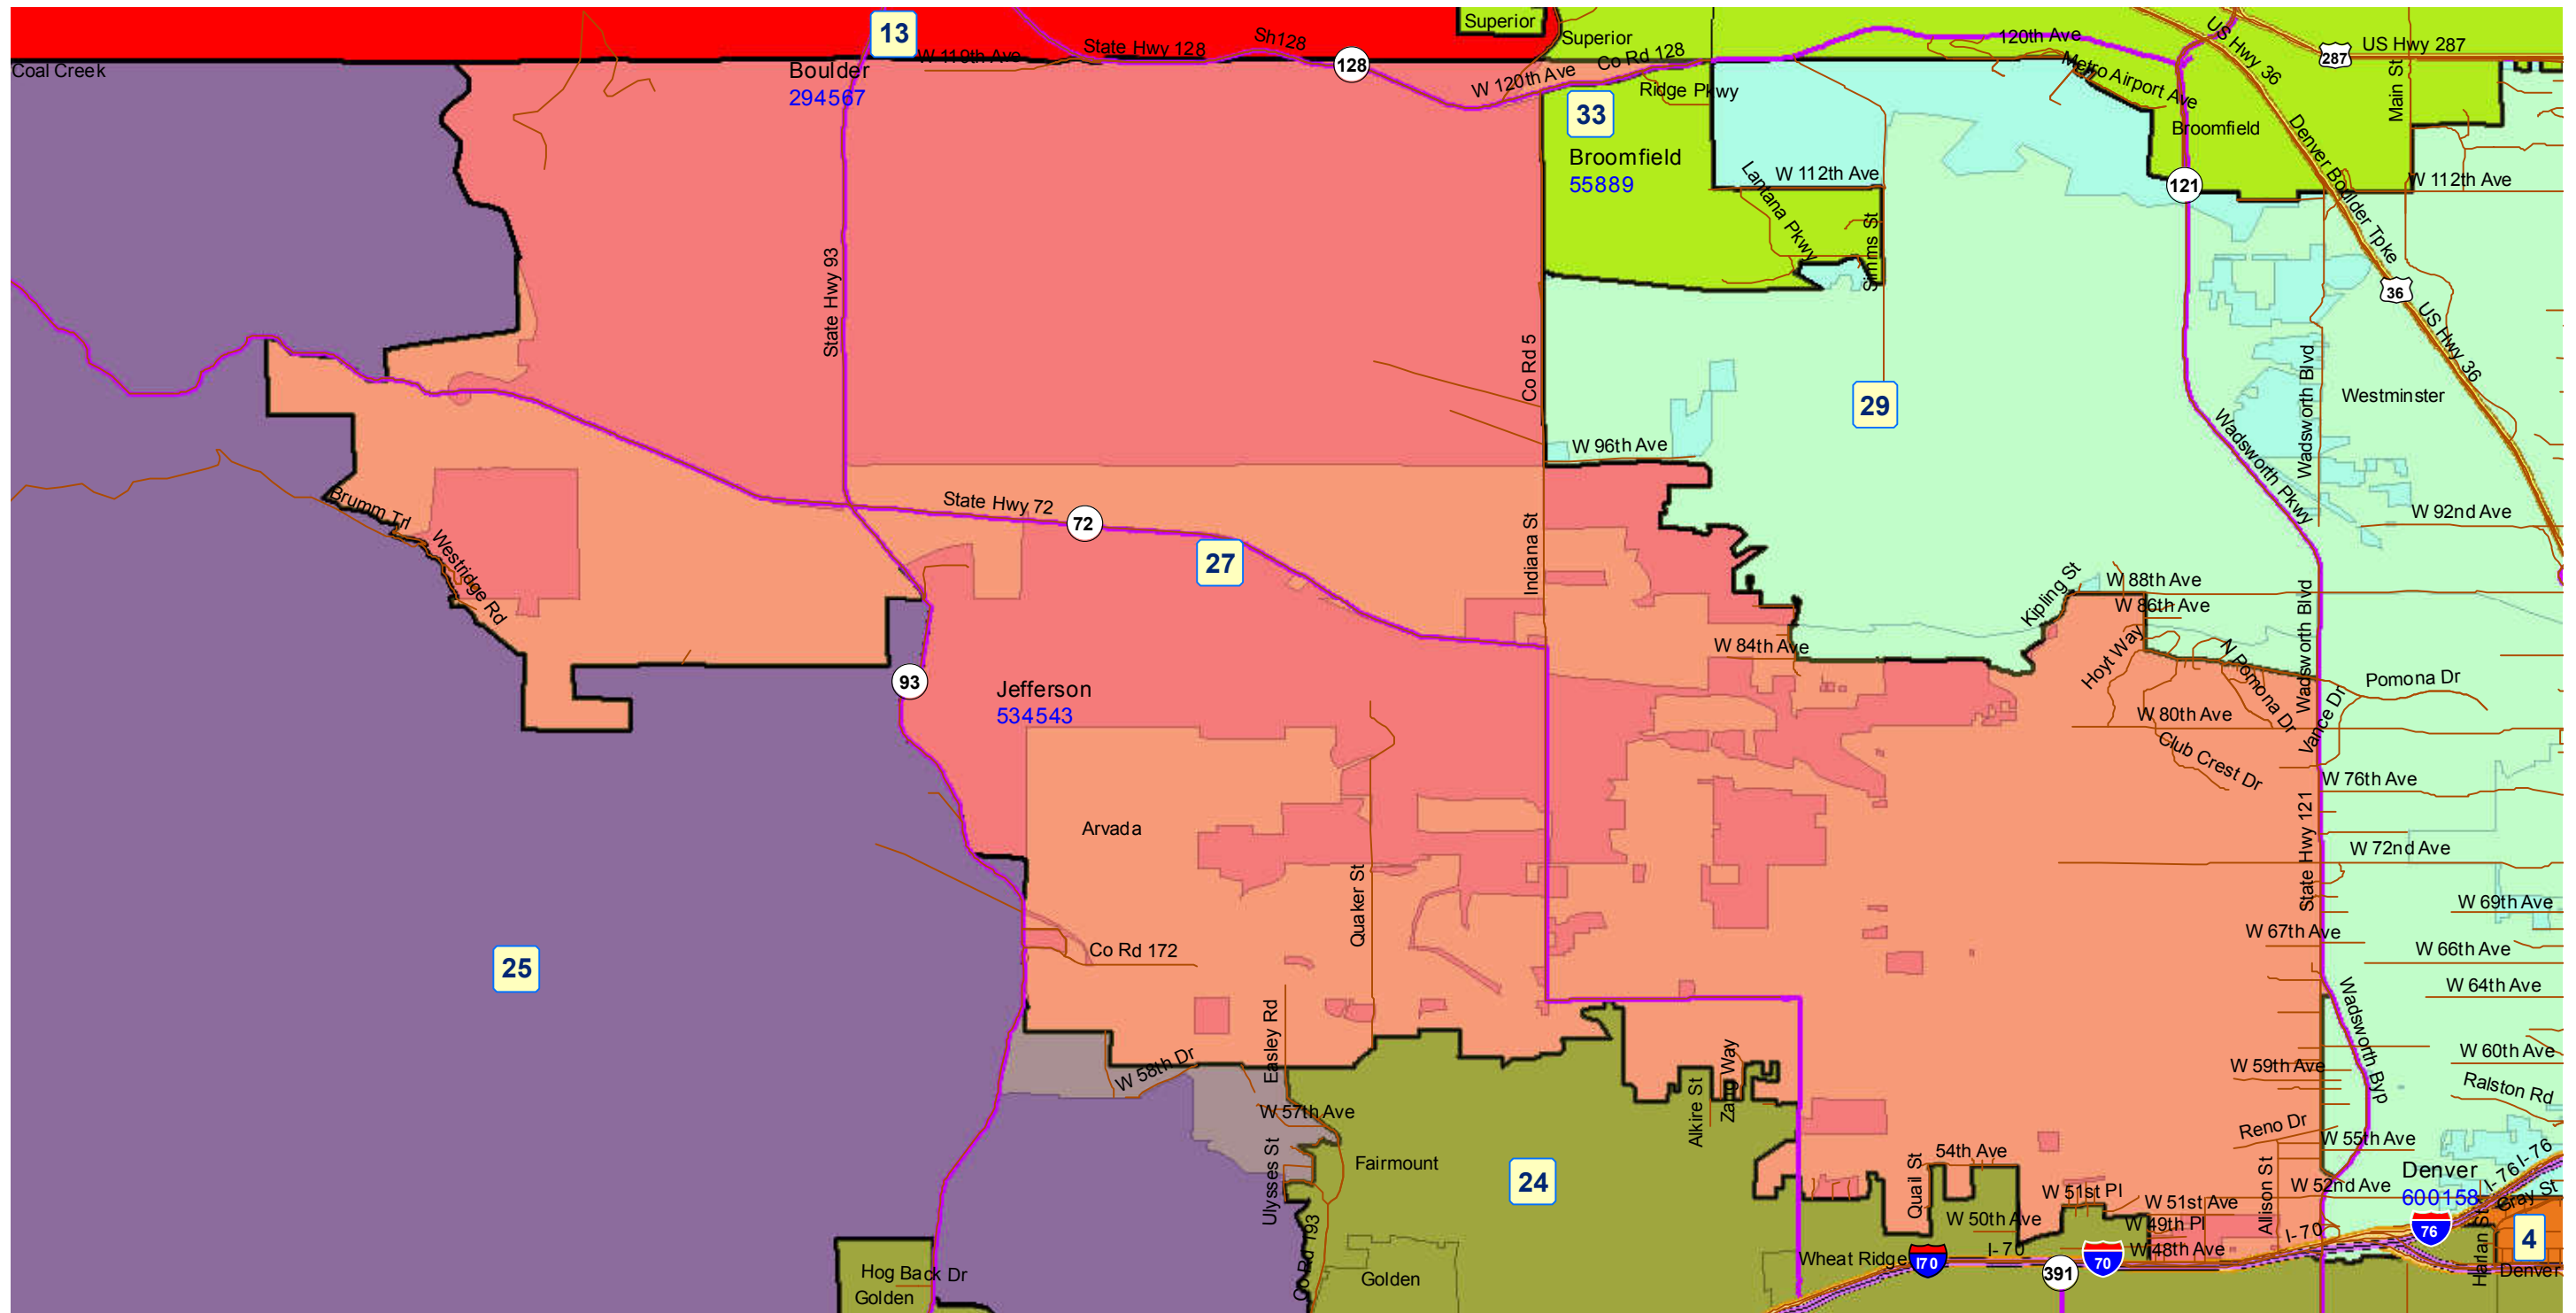 13
Superior
Superior
W 119th Ave
State Hwy 128
Sh128
128
W 120th Ave
Co Rd 128
120th Ave
US Hwy 36
287
US Hwy 287
Coal Creek
Boulder
294567
Ridge Pkwy
Metro Airport Ave
Main St
33
Broomfield
55889
Broomfield
Denver Boulder Tpke
Lantana Pkwy
W 112th Ave
121
W 112th Ave
Simms St
State Hwy 93
36
US Hwy 36
Co Rd 5
29
Wadsworth Blvd
Westminster
W 96th Ave
Wadsworth Pkwy
Brumm Trl
State Hwy 72
72
W 92nd Ave
Westridge Rd
27
Indiana St
Kipling St
W 88th Ave
W 86th Ave
Wadsworth Blvd
W 84th Ave
Hoyt Way
N Pomona Dr
93
Jefferson
534543
Pomona Dr
W 80th Ave
Vance Dr
Club Crest Dr
W 76th Ave
Arvada
State Hwy 121
W 72nd Ave
Quaker St
W 69th Ave
Co Rd 172
W 67th Ave
W 66th Ave
25
W 64th Ave
Wadsworth Byp
Easley Rd
W 58th Dr
Zang Way
W 60th Ave
W 59th Ave
Ralston Rd
W 57th Ave
Alkire St
Reno Dr
W 55th Ave
Ulysses St
Fairmount
24
54th Ave
Quail St
Allison St
Denver
600158
I-76
I-76
W 52nd Ave
Gray St
W 51st Pl
W 51st Ave
W 50th Ave
W 49th Pl
Co Rd 193
Wheat Ridge
I70
I-70
70
W 48th Ave
I-70
76
Harlan St
4
Hog Back Dr
Golden
Golden
391
Denver